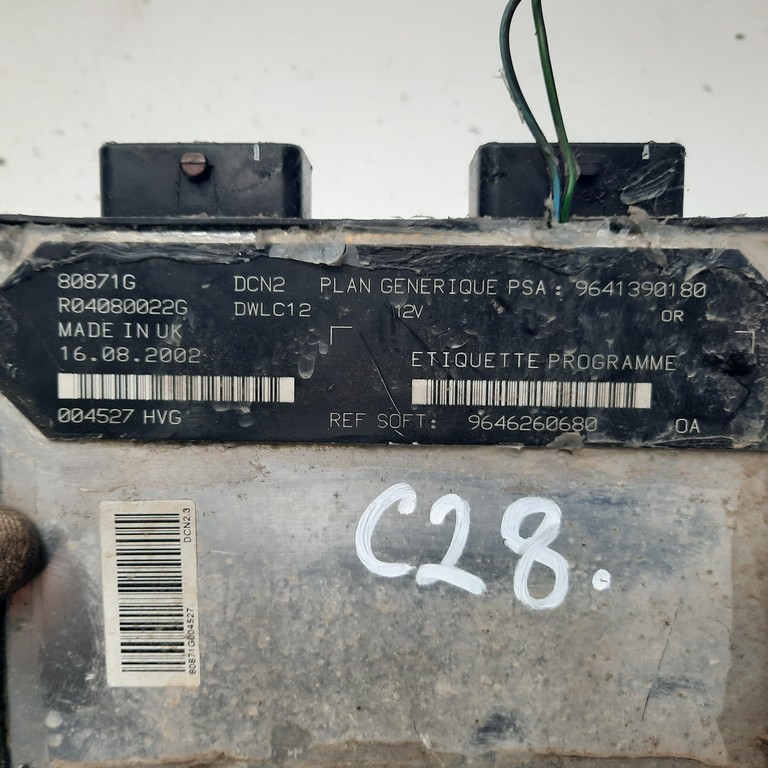 80871G DCN2 PLAN GENERIQUE PSA : 9641390180
R04080022G DWLC12 12V OR
MADE IN UK
16.08.2002 ETIQUETTE PROGRAMME
004527 HVG REF SOFT: 9646260680 OA
DCN2.3
80871G004527
C28.